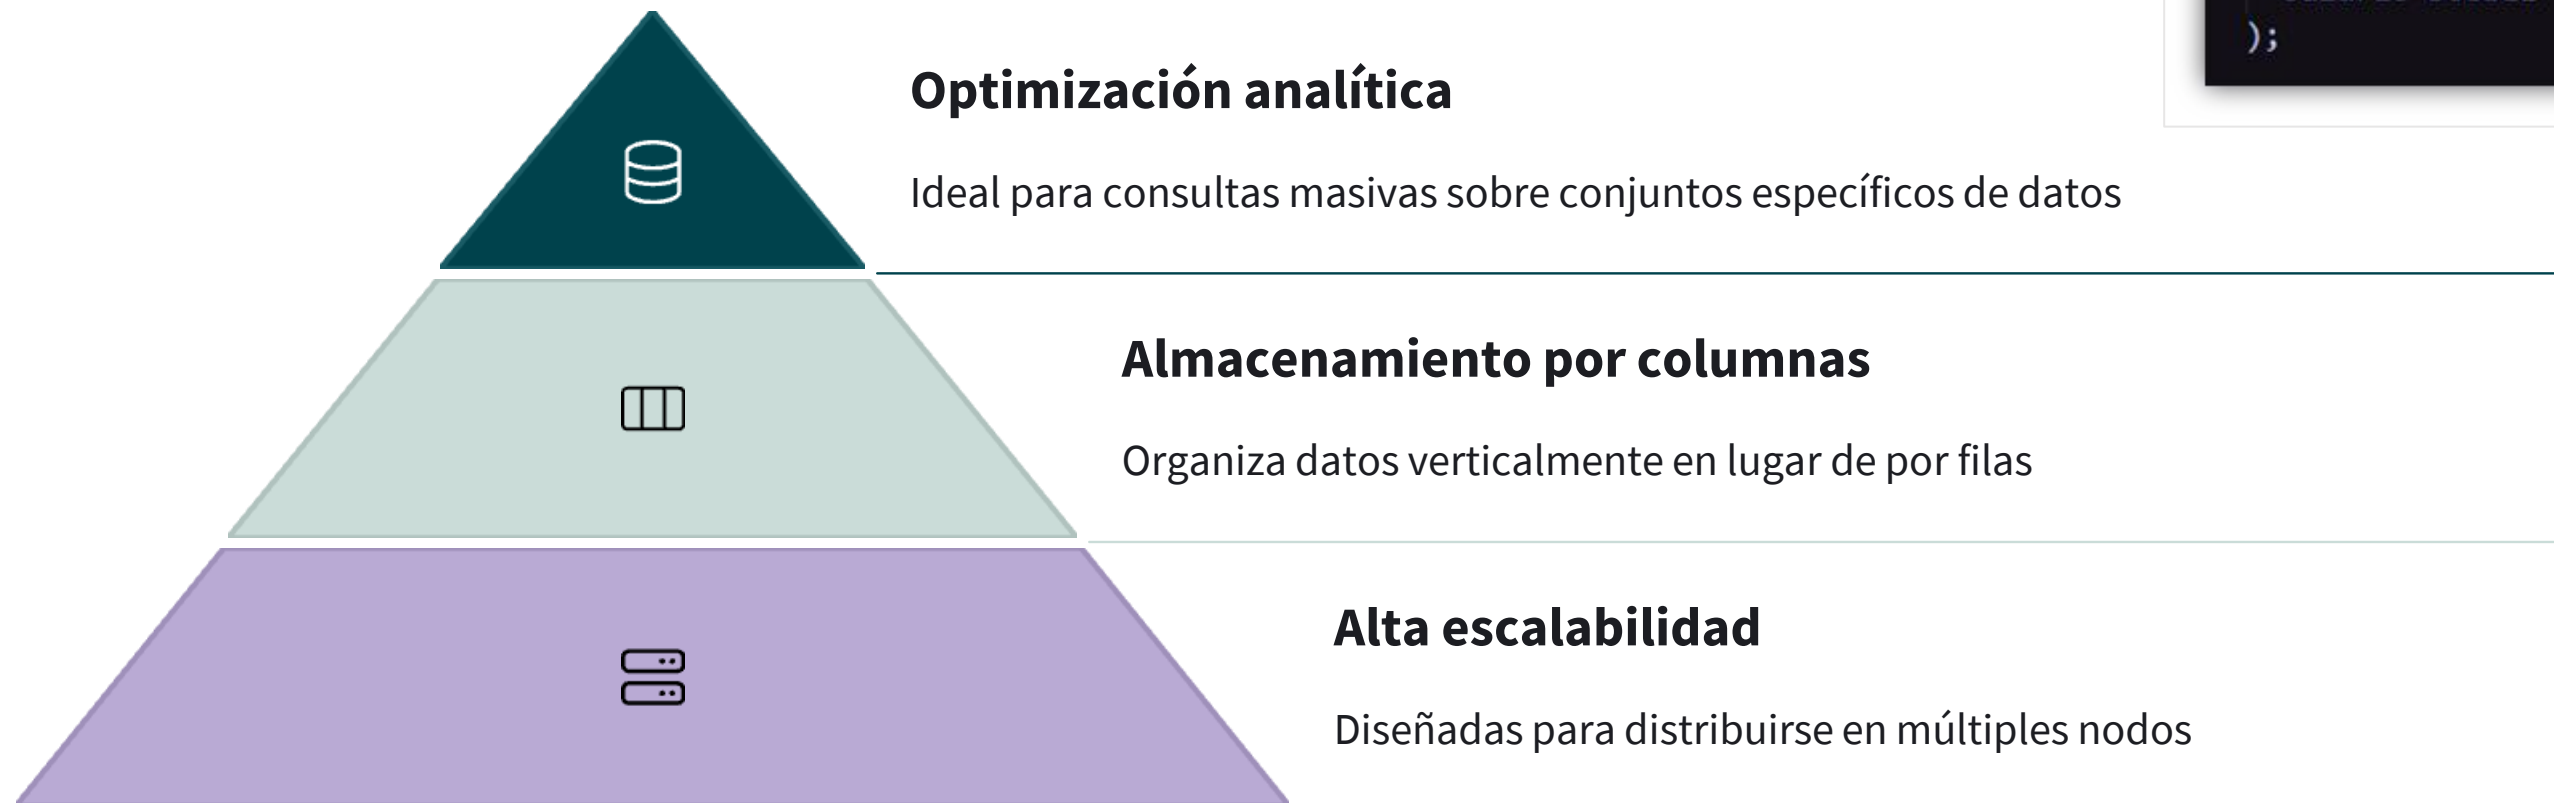 );
Optimización analítica
Ideal para consultas masivas sobre conjuntos específicos de datos
Almacenamiento por columnas
Organiza datos verticalmente en lugar de por filas
Alta escalabilidad
Diseñadas para distribuirse en múltiples nodos